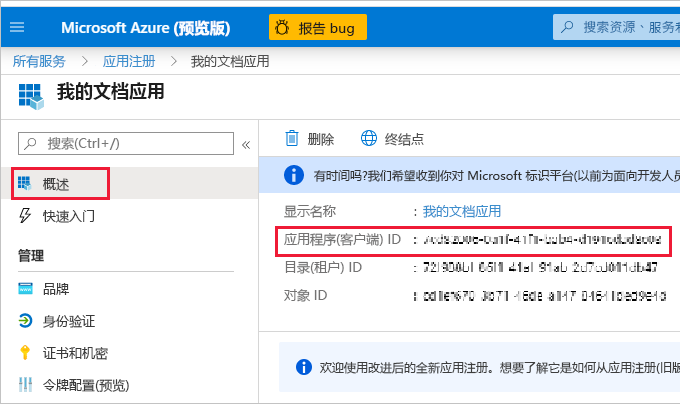 Microsoft Azure (预览版)
报告 bug
搜索资源、服务和
所有服务 > 应用注册 > 我的文档应用
我的文档应用
搜索(Ctrl+/)
«
删除
终结点
概述
快速入门
管理
品牌
身份验证
证书和机密
令牌配置(预览)
有时间吗?我们希望收到你对 Microsoft 标识平台(以前为面向开发人员
显示名称 : 我的文档应用
应用程序(客户端) ID :
目录(租户) ID :
对象 ID :
欢迎使用改进后的全新应用注册。想要了解它是如何从应用注册(旧版